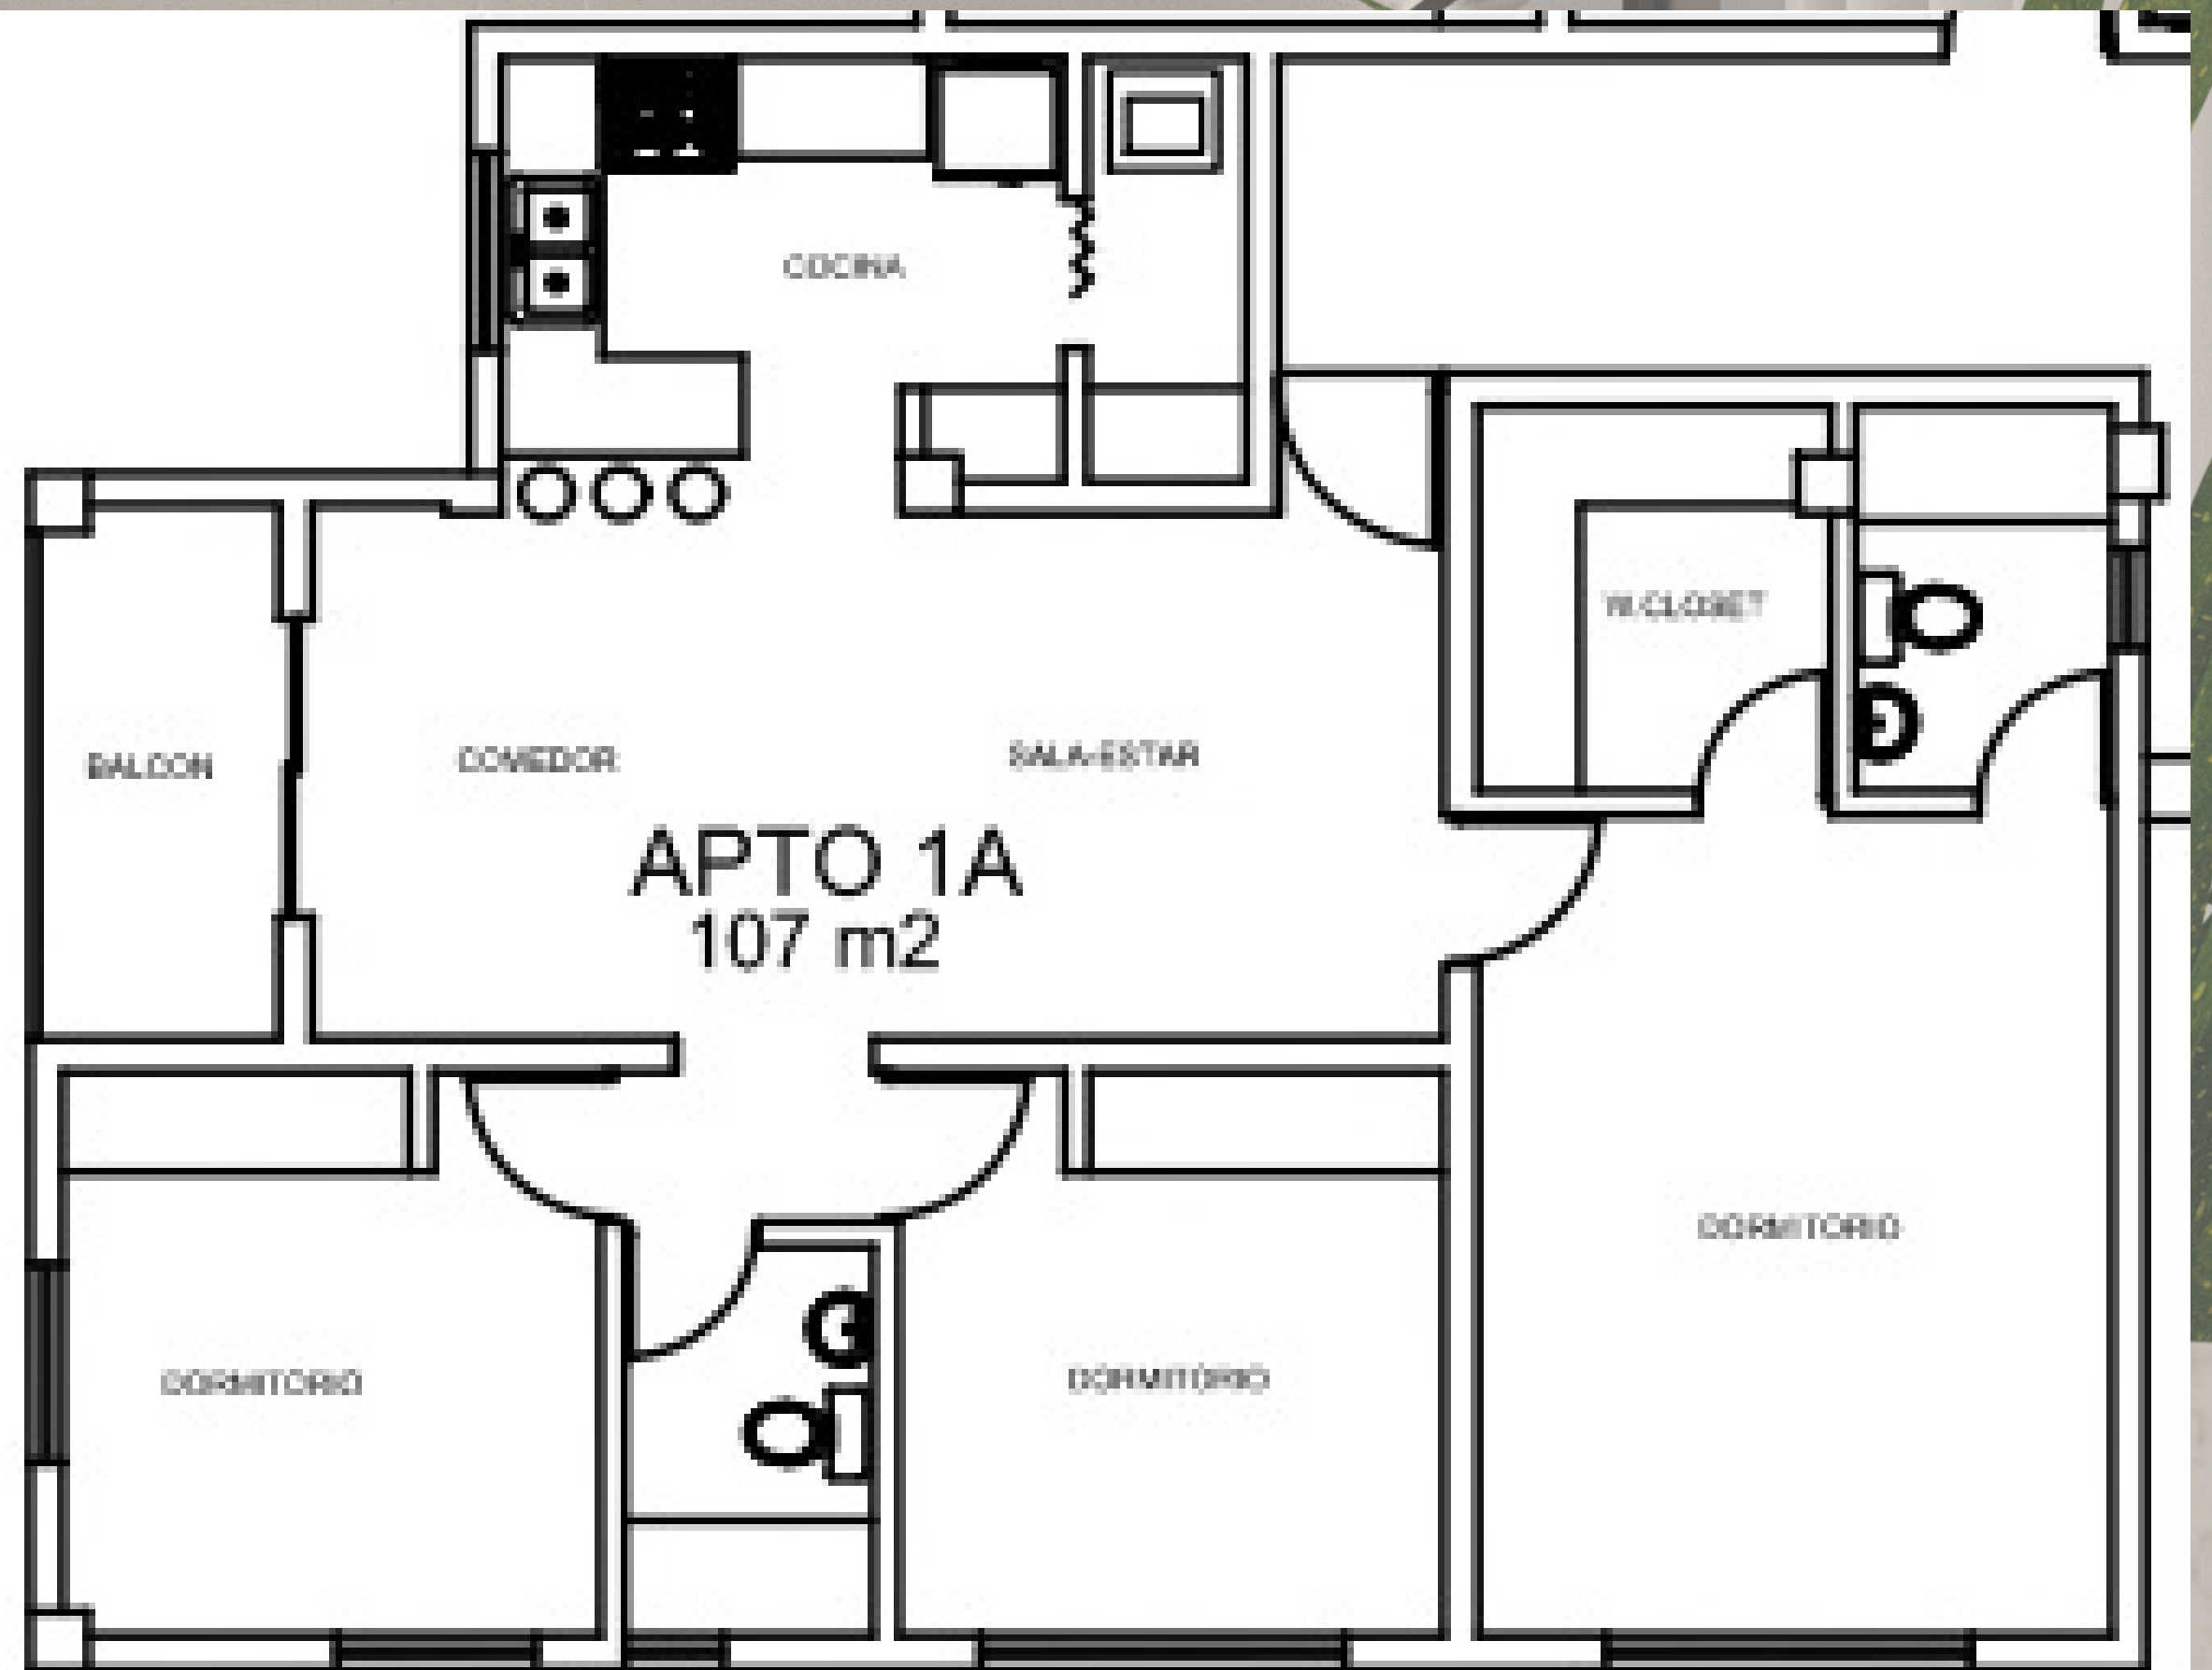 COCINA
W.CLOSET
BALCON
COMEDOR
SALA-ESTAR
APTO 1A
107 m2
DORMITORIO
DORMITORIO
DORMITORIO